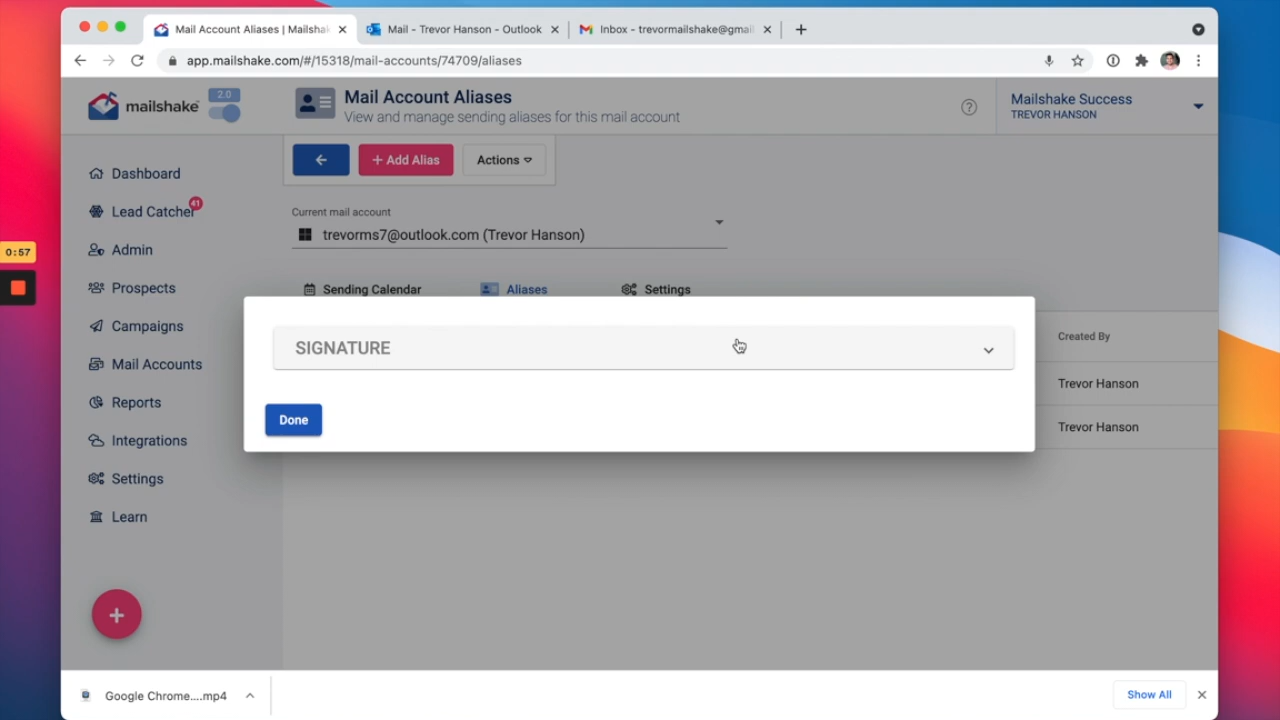 Mail Account Aliases | Mailshak
Mail - Trevor Hanson - Outlook
Inbox - trevormailshake@gmail
app.mailshake.com/#/15318/mail-accounts/74709/aliases
mailshake
2.0
Mail Account Aliases
View and manage sending aliases for this mail account
Mailshake Success
TREVOR HANSON
+ Add Alias
Actions
Dashboard
Lead Catcher
41
Admin
Prospects
Campaigns
Mail Accounts
Reports
Integrations
Settings
Learn
Current mail account
trevorms7@outlook.com (Trevor Hanson)
Sending Calendar
Aliases
Settings
0:57
SIGNATURE
Done
Created By
Trevor Hanson
Trevor Hanson
Google Chrome....mp4
Show All